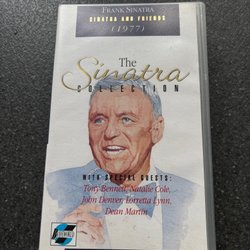 FRANK SINATRA
SINATRA AND FRIENDS
(1977)
The
Sinatra
COLLECTION
WITH SPECIAL GUESTS:
Tony Bennett, Natalie Cole,
John Denver, Lorretta Lynn,
Dean Martin